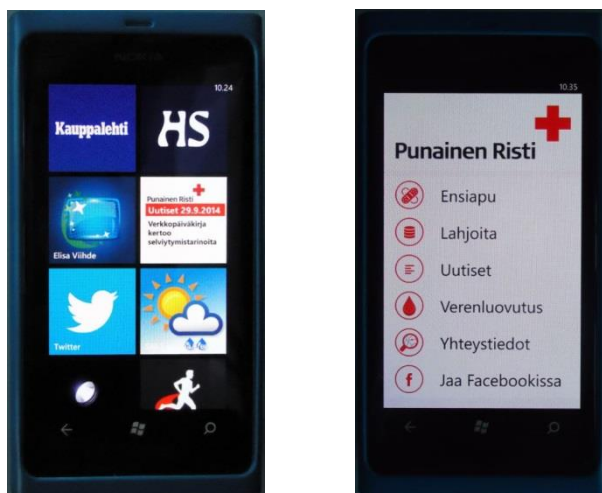 10.24
Kauppalehti
HS
Punainen Risti
Uutiset 29.9.2014
Verkkopäiväkirja
kertoo
selviytymistarinoita
Elisa Viihde
Twitter
10.35
Punainen Risti
Ensiapu
Lahjoita
Uutiset
Verenluovutus
Yhteystiedot
f
Jaa Facebookissa